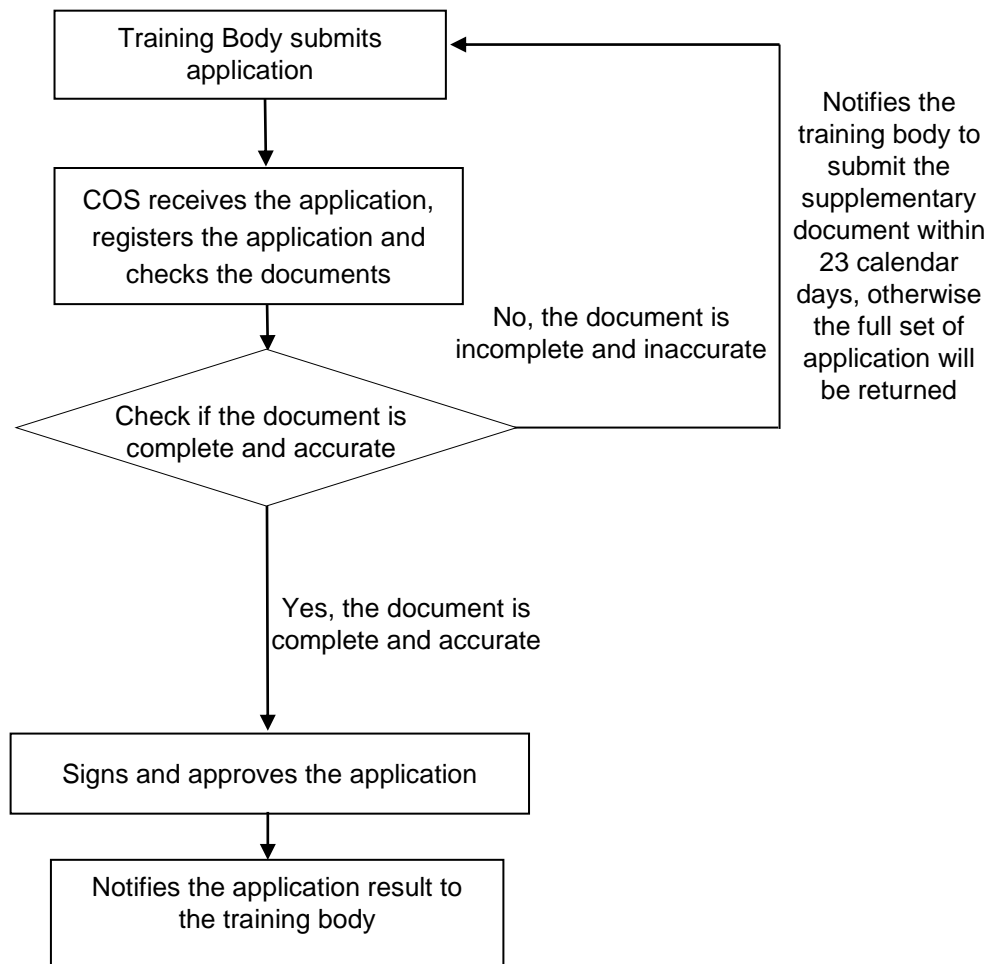 Training Body submits
application
COS receives the application,
registers the application and
checks the documents
No, the document is
incomplete and inaccurate
Notifies the
training body to
submit the
supplementary
document within
23 calendar
days, otherwise
the full set of
application will
be returned
Check if the document is
complete and accurate
Yes, the document is
complete and accurate
Signs and approves the application
Notifies the application result to
the training body